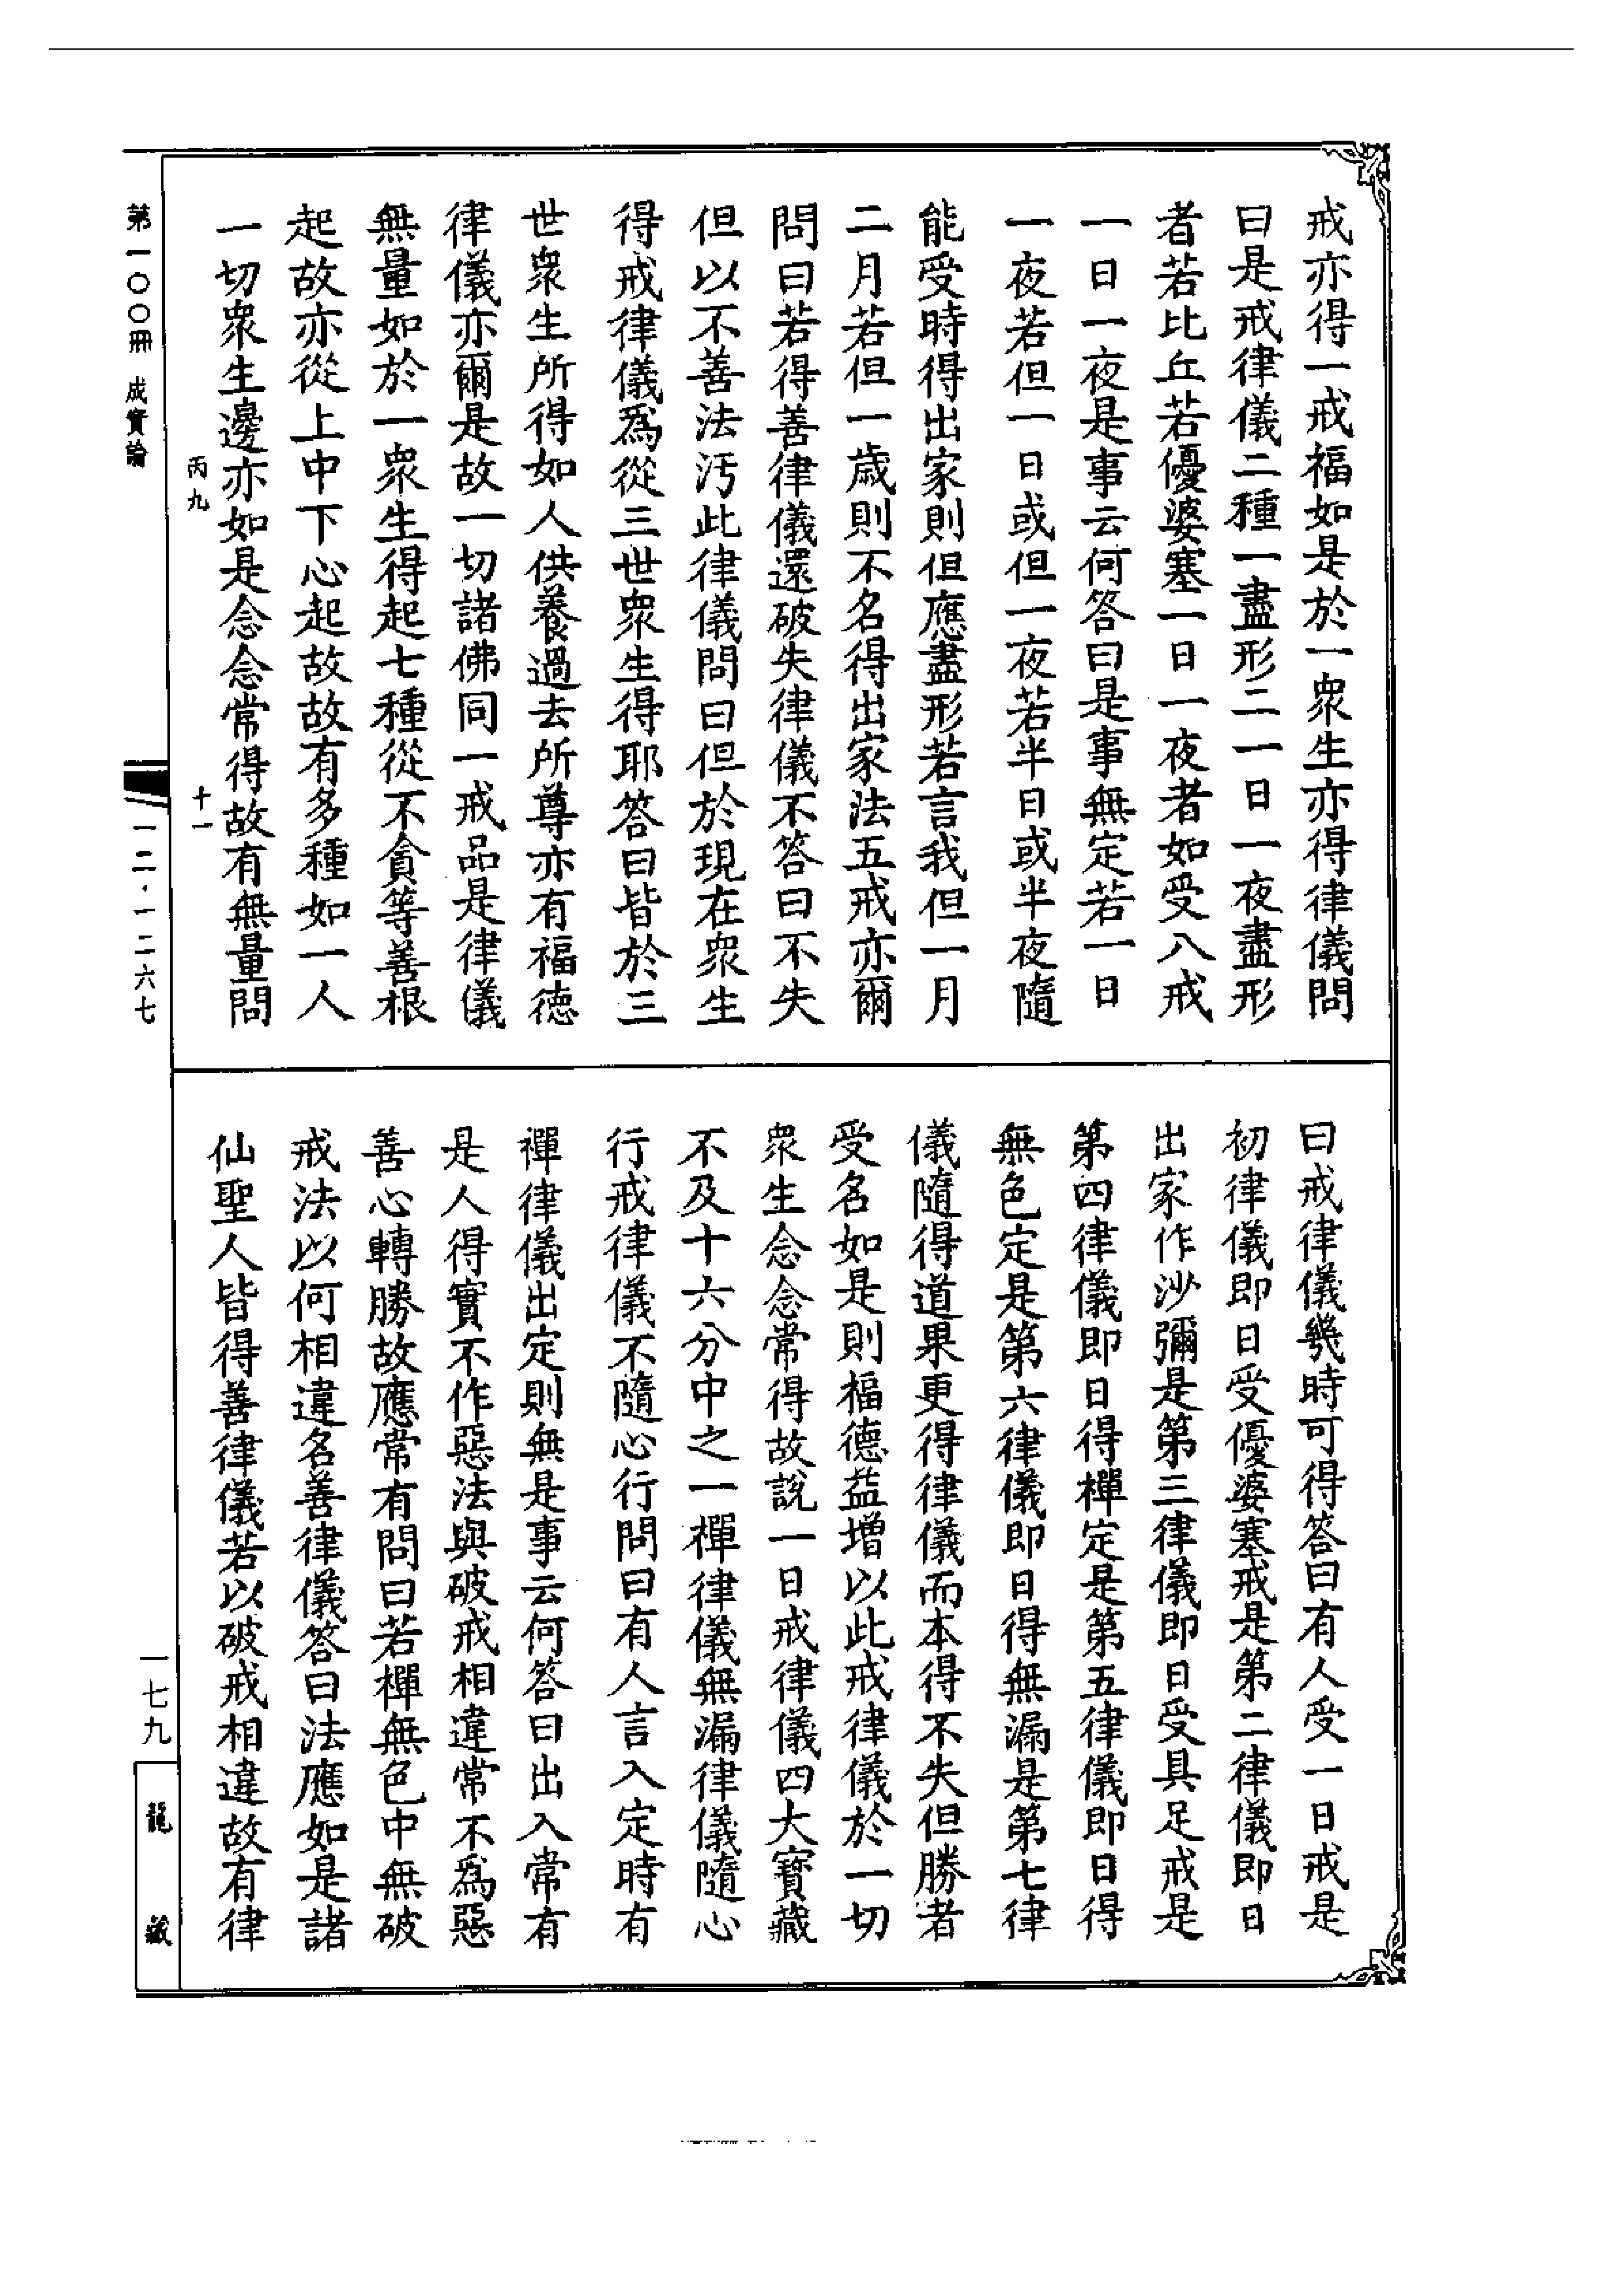 戒亦得一戒福如是於一衆生亦得律儀問
曰是戒律儀二種一盡形二一日一夜盡形
者若比丘若優婆塞一日一夜者如受八戒
一日一夜是事云何答曰是事無定若一日
一夜若但一日或但一夜若半日或半夜隨
能受時得出家則但應盡形若言我但一月
二月若但一歲則不名得出家法五戒亦爾
問曰若得善律儀還破失律儀不答曰不失
但以不善法汚此律儀問曰但於現在衆生
得戒律儀爲從三世衆生得耶答曰皆於三
世衆生所得如人供養過去所尊亦有福德
律儀亦爾是故一切諸佛同一戒品是律儀
無量如於一衆生得起七種從不貪等善根
起故亦從上中下心起故故有多種如一人
一切衆生邊亦如是念念常得故有無量問
曰戒律儀幾時可得答曰有人受一日戒是
初律儀即日受優婆塞戒是第二律儀即日
出家作沙彌是第三律儀即日受具足戒是
第四律儀即日得禪定是第五律儀即日得
無色定是第六律儀即日得無漏是第七律
儀隨得道果更得律儀而本得不失但勝者
受名如是則福德益增以此戒律儀於一切
衆生念念常得故說一日戒律儀四大寶藏
不及十六分中之一禪律儀無漏律儀隨心
行戒律儀不隨心行問曰有人言入定時有
禪律儀出定則無是事云何答曰出入常有
是人得實不作惡法與破戒相違常不爲惡
善心轉勝故應常有問曰若禪無色中無破
戒法以何相違名善律儀答曰法應如是諸
仙聖人皆得善律儀若以破戒相違故有律
丙九 十一
第一〇〇冊 成實論
一二·一二六七
一七九
龍藏